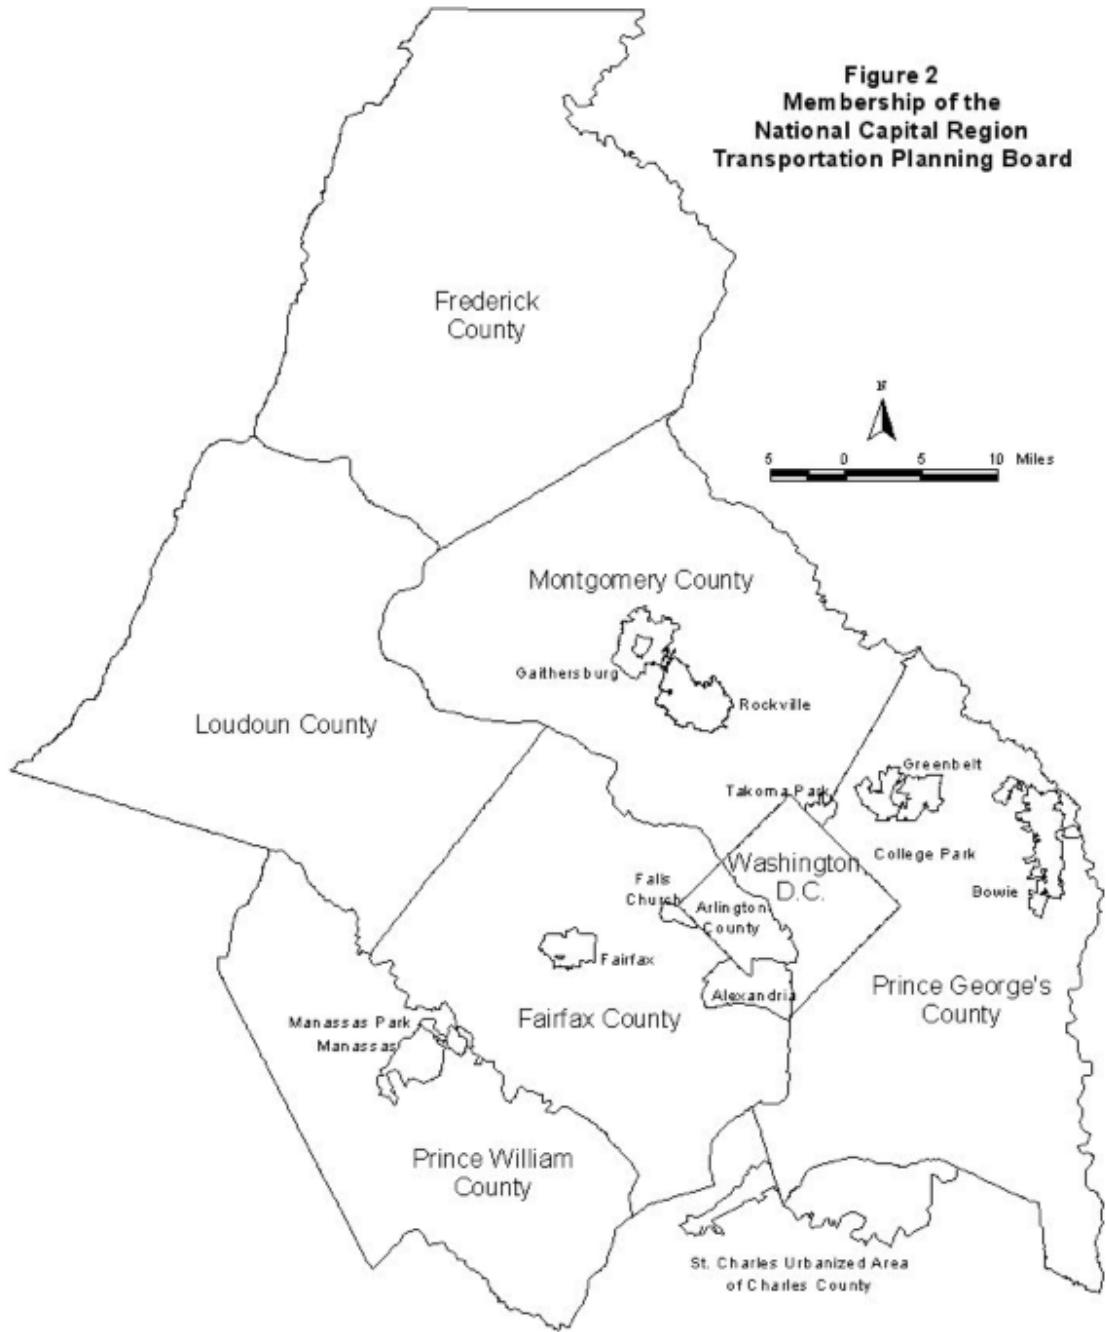 Figure 2
Membership of the
National Capital Region
Transportation Planning Board
Frederick
County
N
5 0 5 10 Miles
Montgomery County
Gaithersburg
Rockville
Loudoun County
Greenbelt
Takoma Park
College Park
Washington
D.C.
Falls
Church
Bowie
Arlington
County
Fairfax
Alexandria
Prince George's
County
Fairfax County
Manassas Park
Manassas
Prince William
County
St. Charles Urbanized Area
of Charles County